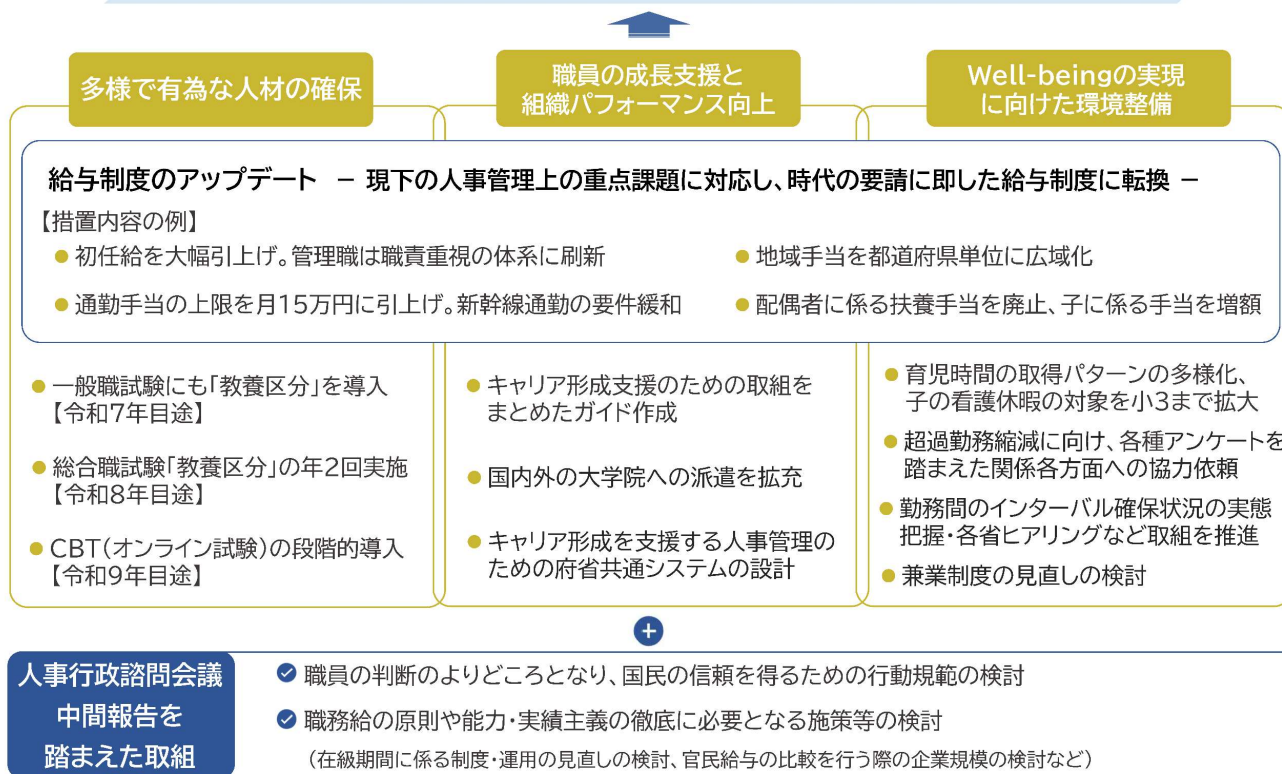 多様で有為な人材の確保
職員の成長支援と
組織パフォーマンス向上
Well-beingの実現
に向けた環境整備
給与制度のアップデート － 現下の人事管理上の重点課題に対応し、時代の要請に即した給与制度に転換 －
【措置内容の例】
● 初任給を大幅引上げ。管理職は職責重視の体系に刷新
● 地域手当を都道府県単位に広域化
● 通勤手当の上限を月15万円に引上げ。新幹線通勤の要件緩和
● 配偶者に係る扶養手当を廃止、子に係る手当を増額
● 一般職試験にも「教養区分」を導入
【令和7年目途】
● 総合職試験「教養区分」の年2回実施
【令和8年目途】
● CBT(オンライン試験)の段階的導入
【令和9年目途】
● キャリア形成支援のための取組を
まとめたガイド作成
● 国内外の大学院への派遣を拡充
● キャリア形成を支援する人事管理の
ための府省共通システムの設計
● 育児時間の取得パターンの多様化、
子の看護休暇の対象を小3まで拡大
● 超過勤務縮減に向け、各種アンケートを
踏まえた関係各方面への協力依頼
● 勤務間のインターバル確保状況の実態
把握・各省ヒアリングなど取組を推進
● 兼業制度の見直しの検討
+
人事行政諮問会議
中間報告を
踏まえた取組
職員の判断のよりどころとなり、国民の信頼を得るための行動規範の検討
職務給の原則や能力・実績主義の徹底に必要となる施策等の検討
(在級期間に係る制度・運用の見直しの検討、官民給与の比較を行う際の企業規模の検討など)